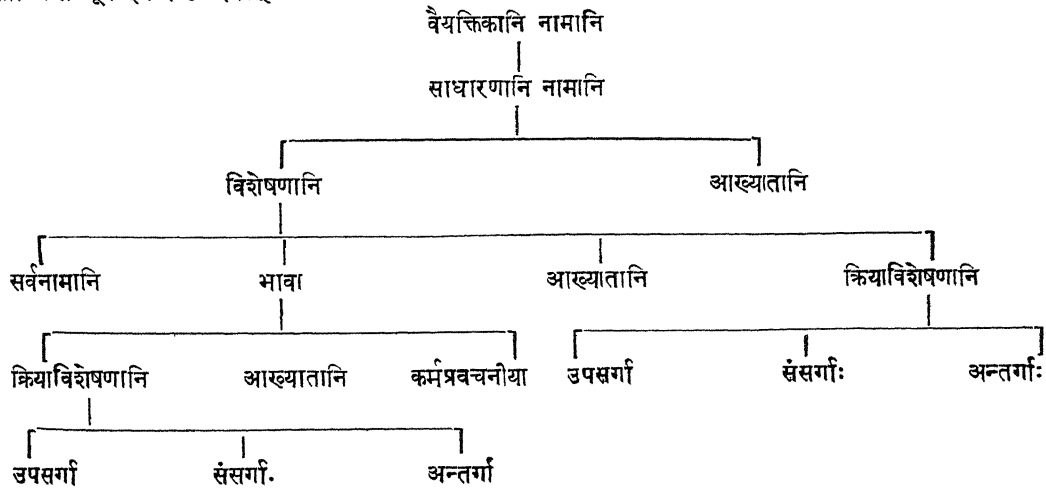 वैयक्तिकानि नामानि
साधारणानि नामानि
विशेषणानि आख्यातानि
सर्वनामानि भावा आख्यातानि क्रियाविशेषणानि
क्रियाविशेषणानि आख्यातानि कर्मप्रवचनीया उपसर्गा संसर्गाः अन्तर्गाः
उपसर्गा संसर्गा. अन्तर्गा